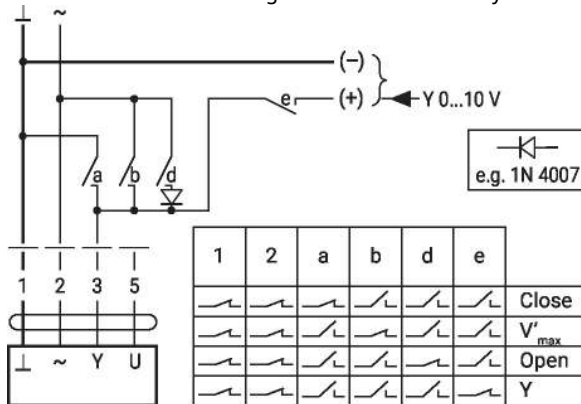 ⊥ ~
(–)
e (+) Y 0...10 V
a b d
e.g. 1N 4007
1 2 3 5
⊥ ~ Y U
1 2 a b d e
Close
V'max
Open
Y